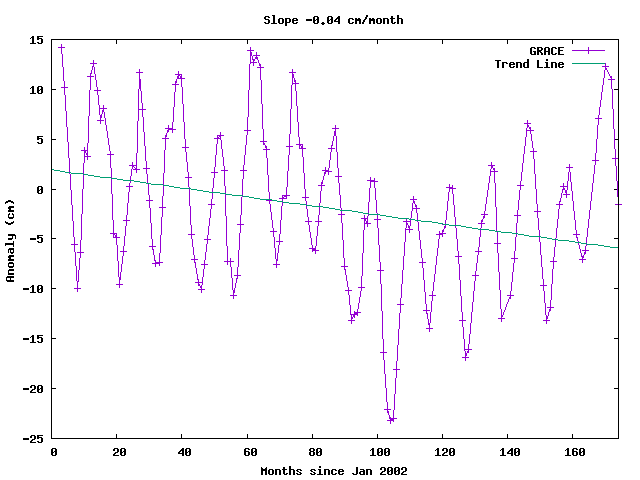 Slope -0.04 cm/month
GRACE
Trend Line
15
10
5
0
-5
-10
-15
-20
-25
Anomaly (cm)
0 20 40 60 80 100 120 140 160
Months since Jan 2002